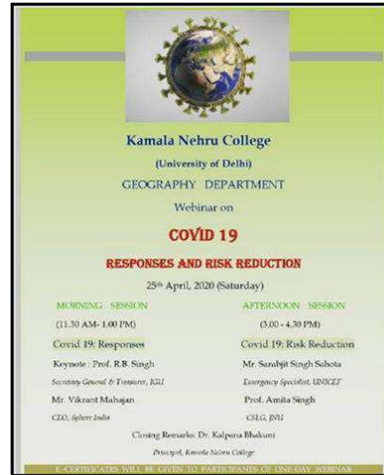 Kamala Nehru College
(University of Delhi)
GEOGRAPHY DEPARTMENT
Webinar on
COVID 19
RESPONSES AND RISK REDUCTION
25th April, 2020 (Saturday)
MORNING SESSION
(11.30 AM- 1.00 PM)
Covid 19: Responses
Keynote : Prof. R.B. Singh
Secretary General & Treasurer, IGU
Mr. Vikrant Mahajan
CEO, Sphere India
AFTERNOON SESSION
(3.00 - 4.30 PM)
Covid 19: Risk Reduction
Mr. Sarabjit Singh Sahota
Emergency Specialist, UNICEF
Prof. Amita Singh
CSLG, JNU
Closing Remarks: Dr. Kalpana Bhakuni
Principal, Kamala Nehru College
E-CERTIFICATES WILL BE GIVEN TO PARTICIPANTS OF ONE-DAY WEBINAR